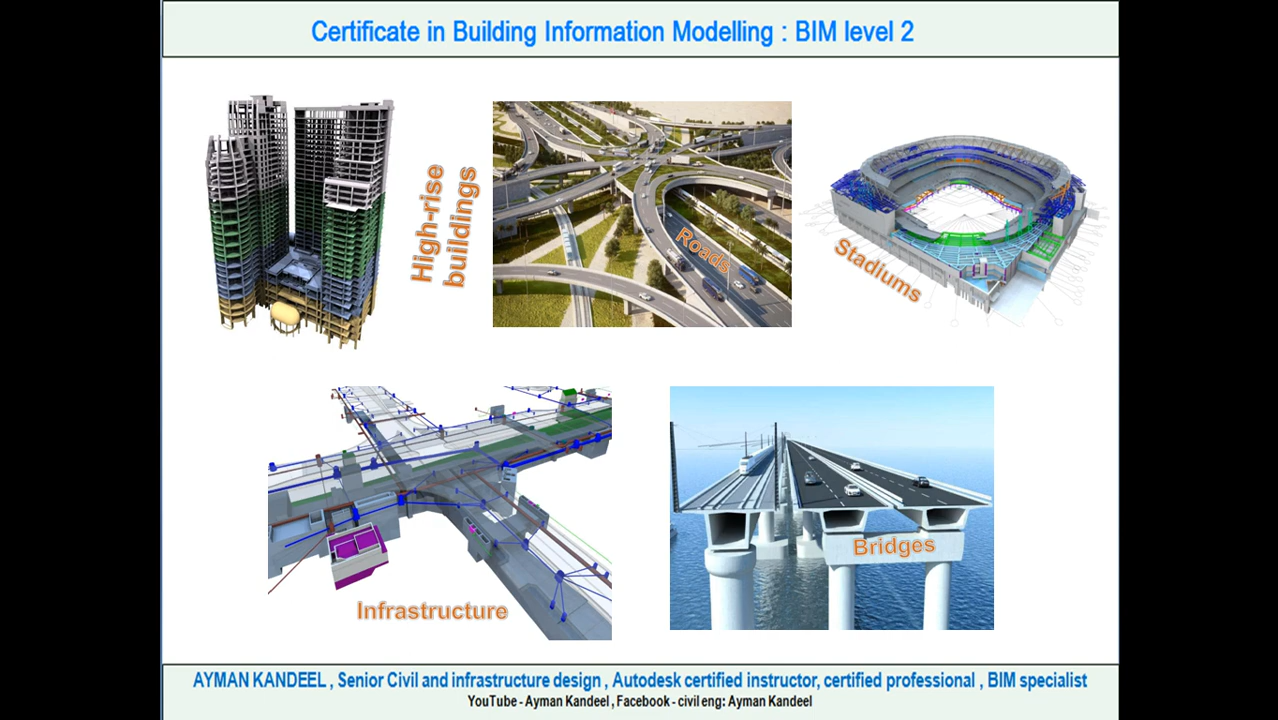 Certificate in Building Information Modelling : BIM level 2
High-rise
buildings
Roads
Stadiums
Infrastructure
Bridges
AYMAN KANDEEL , Senior Civil and infrastructure design , Autodesk certified instructor, certified professional , BIM specialist
YouTube - Ayman Kandeel , Facebook - civil eng: Ayman Kandeel